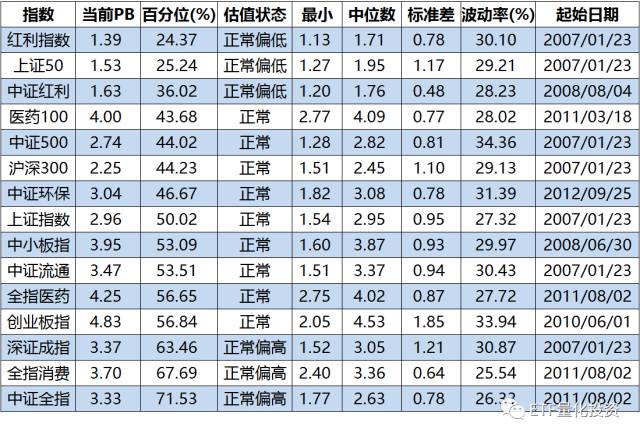 指数 当前PB 百分位(%) 估值状态 最小 中位数 标准差 波动率(%) 起始日期
红利指数 1.39 24.37 正常偏低 1.13 1.71 0.78 30.10 2007/01/23
上证50 1.53 25.24 正常偏低 1.27 1.95 1.17 29.21 2007/01/23
中证红利 1.63 36.02 正常偏低 1.20 1.76 0.48 28.23 2008/08/04
医药100 4.00 43.68 正常 2.77 4.09 0.77 28.02 2011/03/18
中证500 2.74 44.02 正常 1.28 2.82 0.81 34.36 2007/01/23
沪深300 2.25 44.23 正常 1.51 2.45 1.10 29.13 2007/01/23
中证环保 3.04 46.67 正常 1.82 3.08 0.78 31.39 2012/09/25
上证指数 2.96 50.02 正常 1.54 2.95 0.95 27.32 2007/01/23
中小板指 3.95 53.09 正常 1.60 3.87 0.93 29.97 2008/06/30
中证流通 3.47 53.51 正常 1.51 3.37 0.94 30.43 2007/01/23
全指医药 4.25 56.65 正常 2.75 4.02 0.87 27.72 2011/08/02
创业板指 4.83 56.84 正常 2.05 4.53 1.85 33.94 2010/06/01
深证成指 3.37 63.46 正常偏高 1.52 3.05 1.21 30.87 2007/01/23
全指消费 3.70 67.69 正常偏高 2.40 3.36 0.64 25.54 2011/08/02
中证全指 3.33 71.53 正常偏高 1.77 2.63 0.78 2011/08/02
ETF量化投资